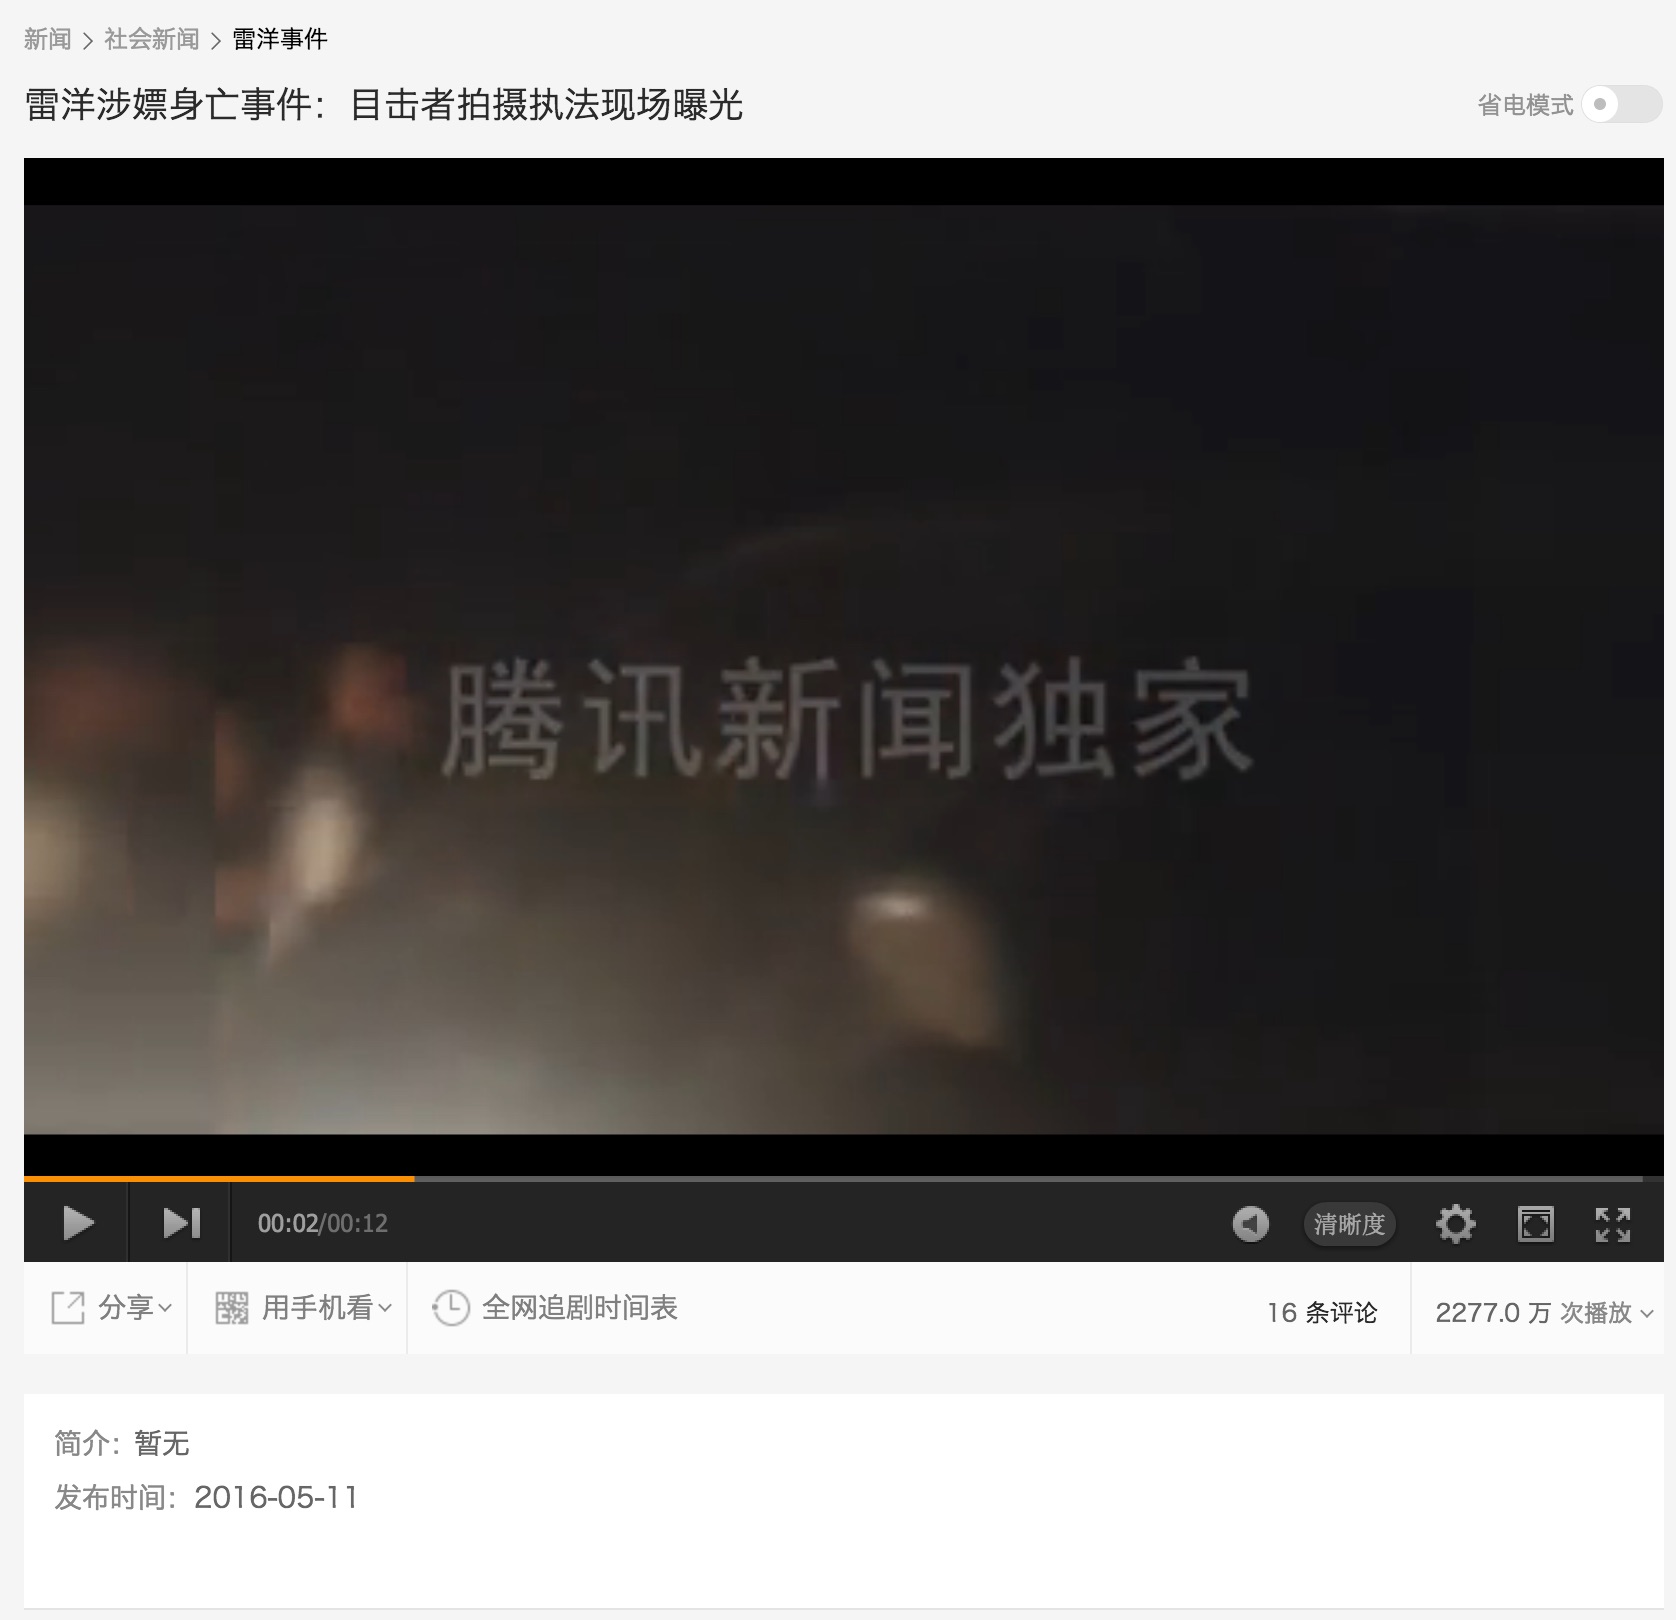 新闻 > 社会新闻 > 雷洋事件
雷洋涉嫖身亡事件：目击者拍摄执法现场曝光
省电模式
腾讯新闻独家
00:02/00:12
清晰度
分享
用手机看
全网追剧时间表
16 条评论
2277.0 万 次播放
简介：暂无
发布时间：2016-05-11